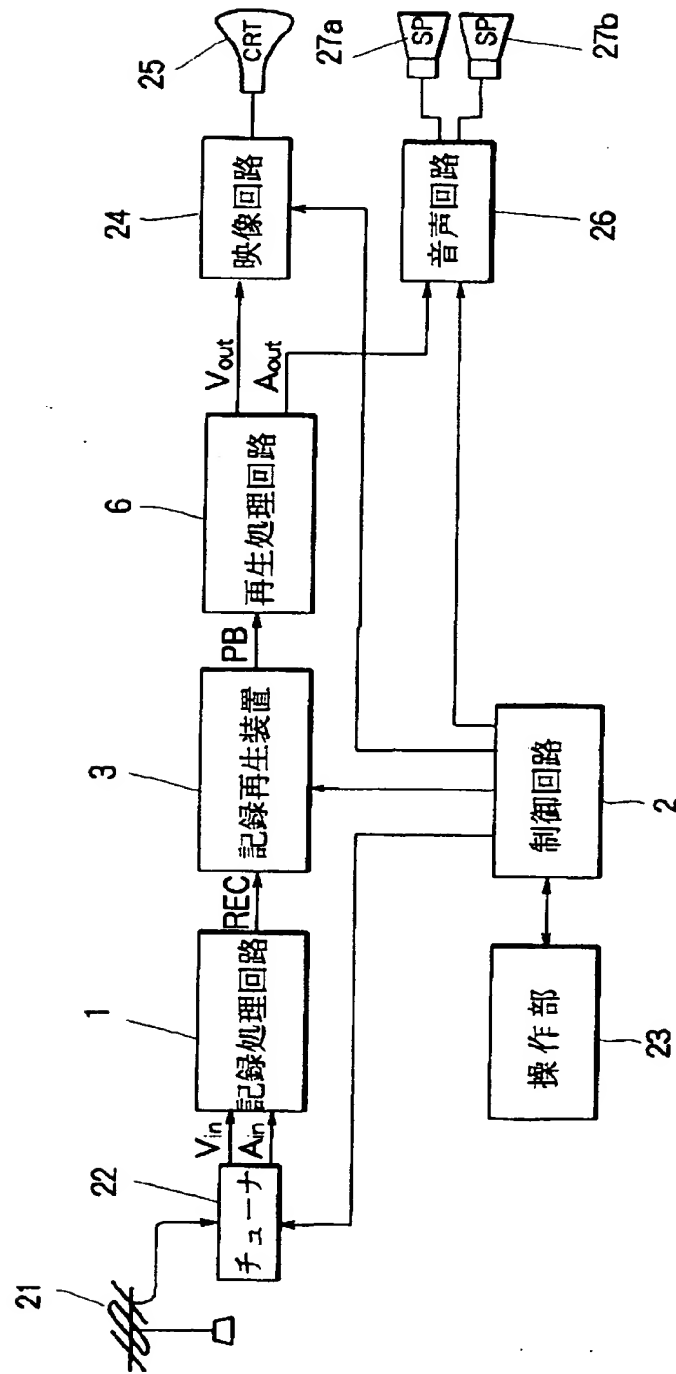 21
22
チューナ
Vin
Ain
1
記録処理回路
REC
3
記録再生装置
PB
6
再生処理回路
Vout
Aout
24
映像回路
25
CRT
音声回路
26
27a
SP
SP
27b
操作部
23
制御回路
2